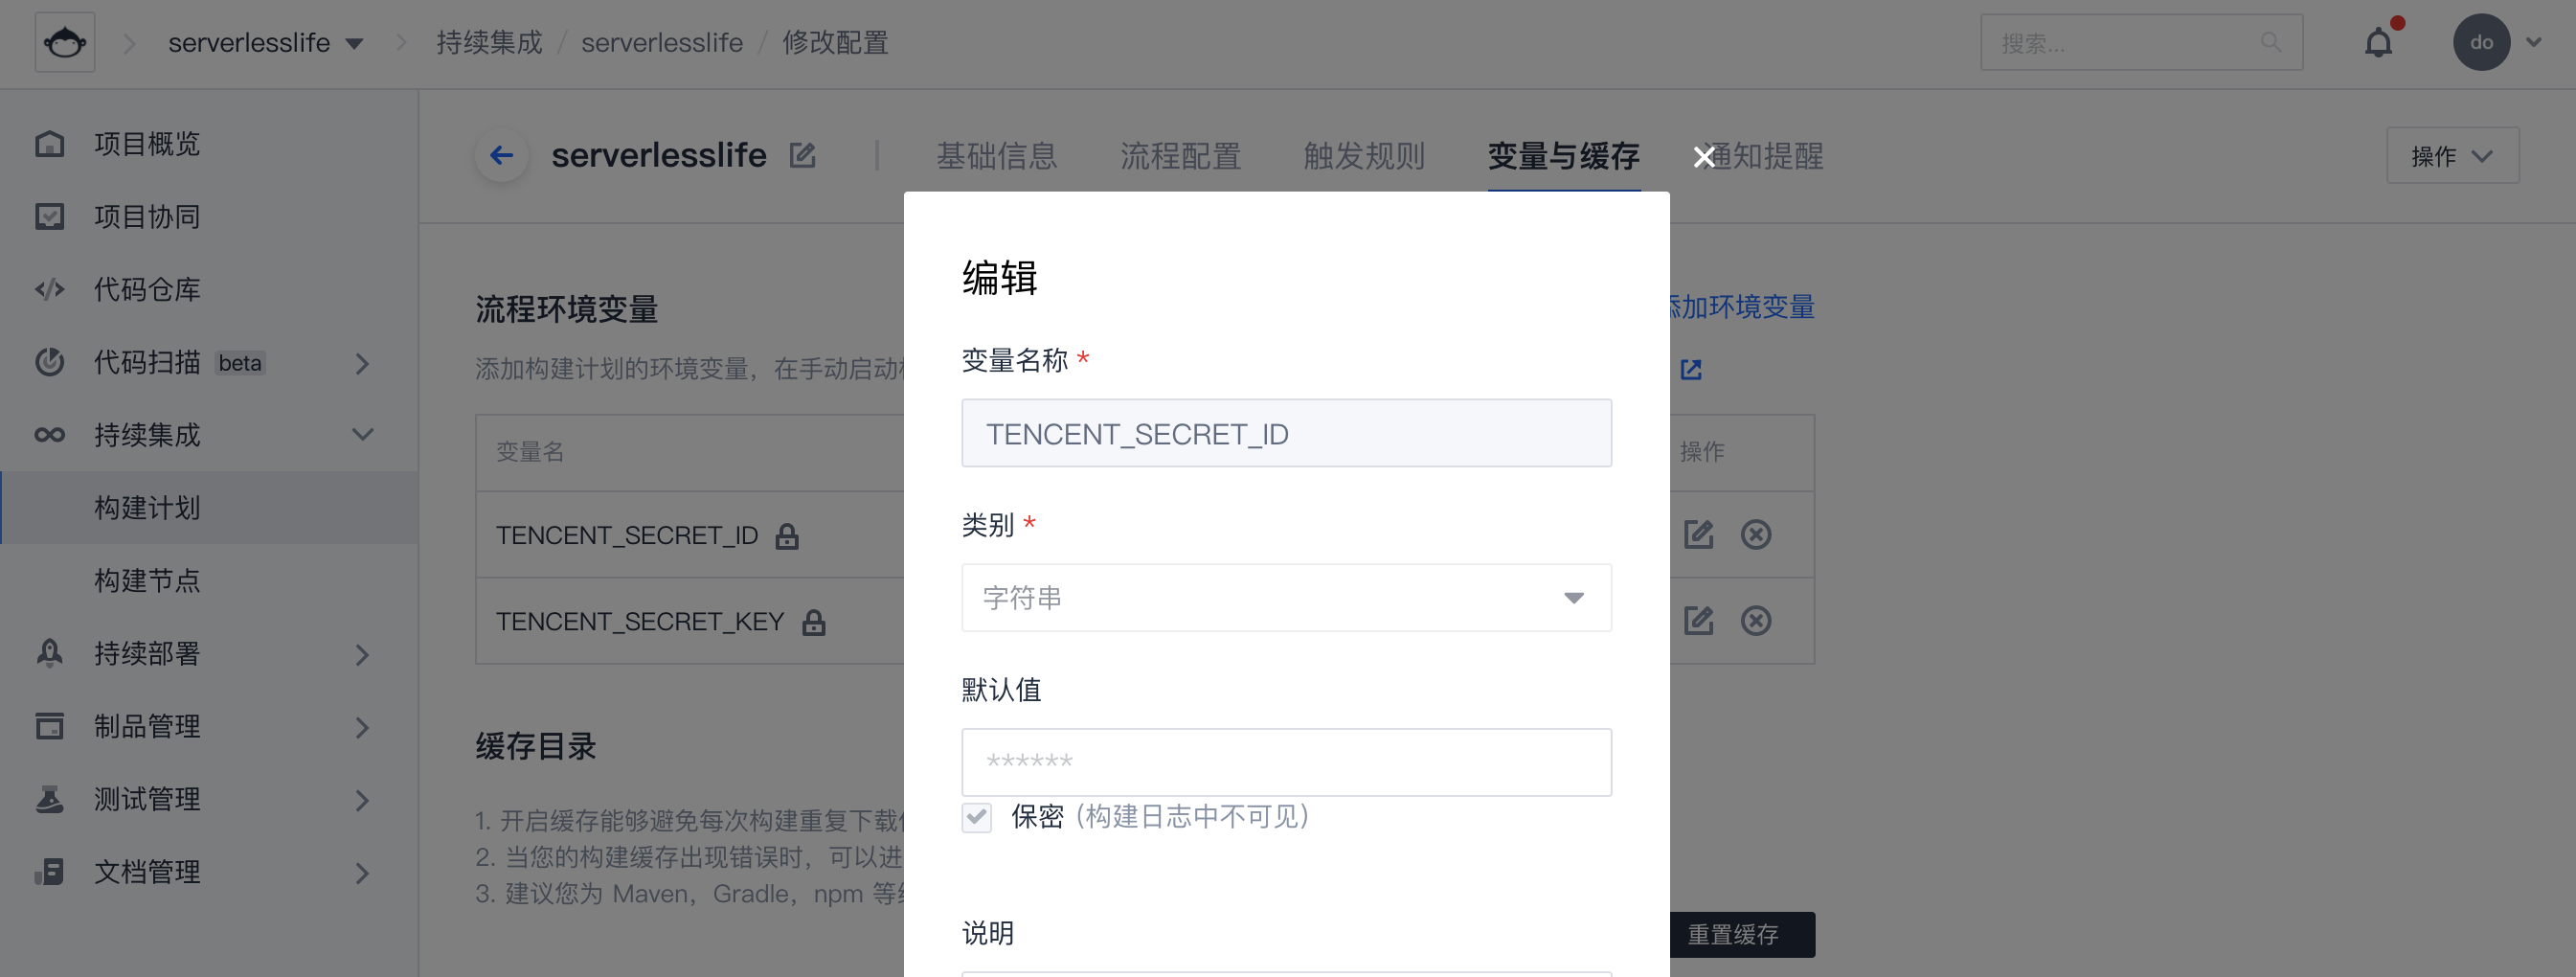 serverlesslife
持续集成 / serverlesslife / 修改配置
搜索...
do
项目概览
项目协同
代码仓库
代码扫描 beta
持续集成
构建计划
构建节点
持续部署
制品管理
测试管理
文档管理
serverlesslife
基础信息
流程配置
触发规则
变量与缓存
通知提醒
操作
流程环境变量
添加环境变量
添加构建计划的环境变量，在手动启动
变量名
操作
TENCENT_SECRET_ID
TENCENT_SECRET_KEY
缓存目录
1. 开启缓存能够避免每次构建重复下载
2. 当您的构建缓存出现错误时，可以进
3. 建议您为 Maven，Gradle，npm 等
重置缓存
编辑
变量名称 *
TENCENT_SECRET_ID
类别 *
字符串
默认值
******
保密 (构建日志中不可见)
说明